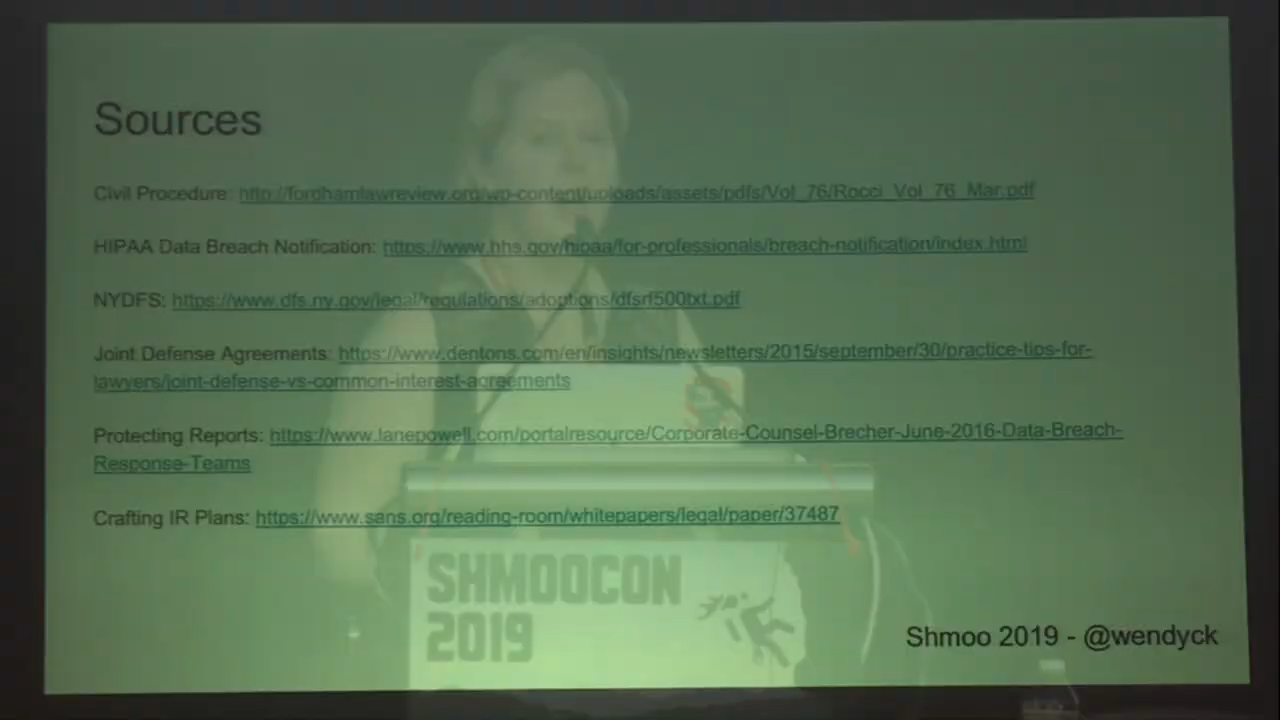 Sources
Civil Procedure: http://fordhamlawreview.org/wp-content/uploads/assets/pdfs/Vol_76/Rocci_Vol_76_Mar.pdf
HIPAA Data Breach Notification: https://www.hhs.gov/hipaa/for-professionals/breach-notification/index.html
NYDFS: https://www.dfs.ny.gov/legal/regulations/adoptions/dfsrf500txt.pdf
Joint Defense Agreements: https://www.dentons.com/en/insights/newsletters/2015/september/30/practice-tips-for-
lawyers/joint-defense-vs-common-interest-agreements
Protecting Reports: https://www.lanepowell.com/portalresource/Corporate-Counsel-Brecher-June-2016-Data-Breach-
Response-Teams
Crafting IR Plans: https://www.sans.org/reading-room/whitepapers/legal/paper/37487
SHMOOCON
2019
Shmoo 2019 - @wendyck